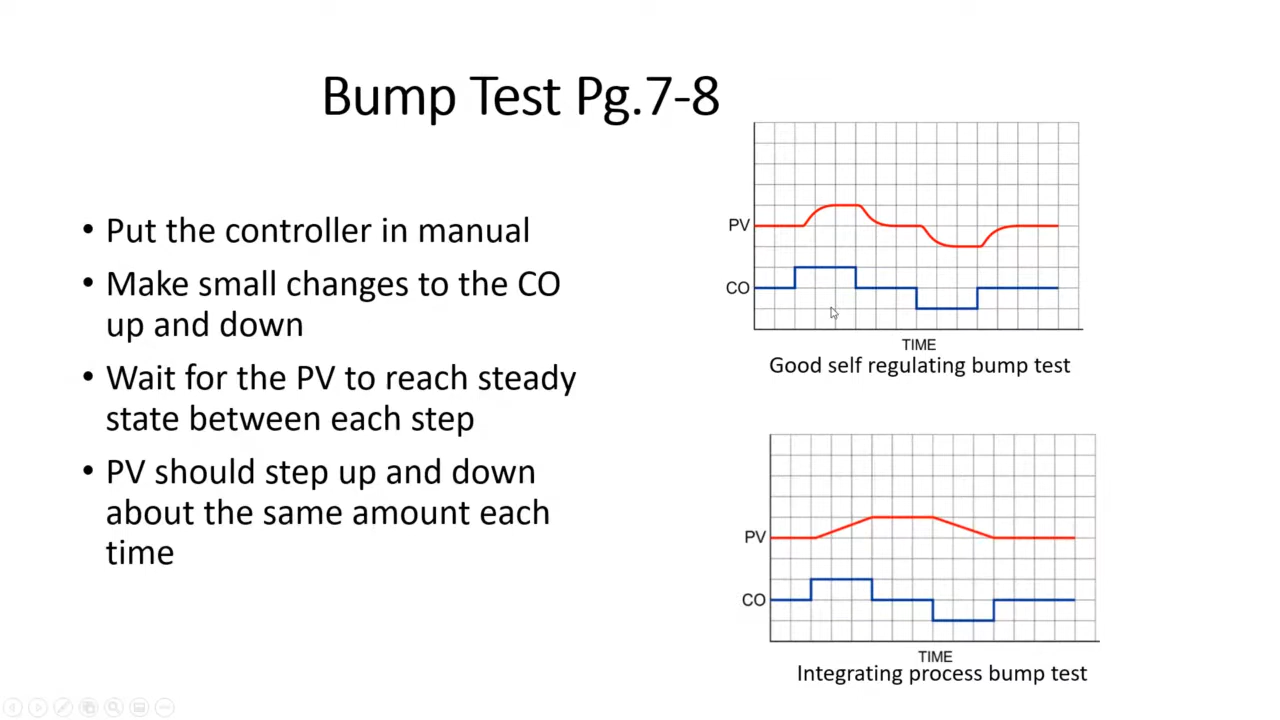 Bump Test Pg.7-8
• Put the controller in manual
• Make small changes to the CO
up and down
• Wait for the PV to reach steady
state between each step
• PV should step up and down
about the same amount each
time
PV
CO
TIME
Good self regulating bump test
PV
CO
TIME
Integrating process bump test